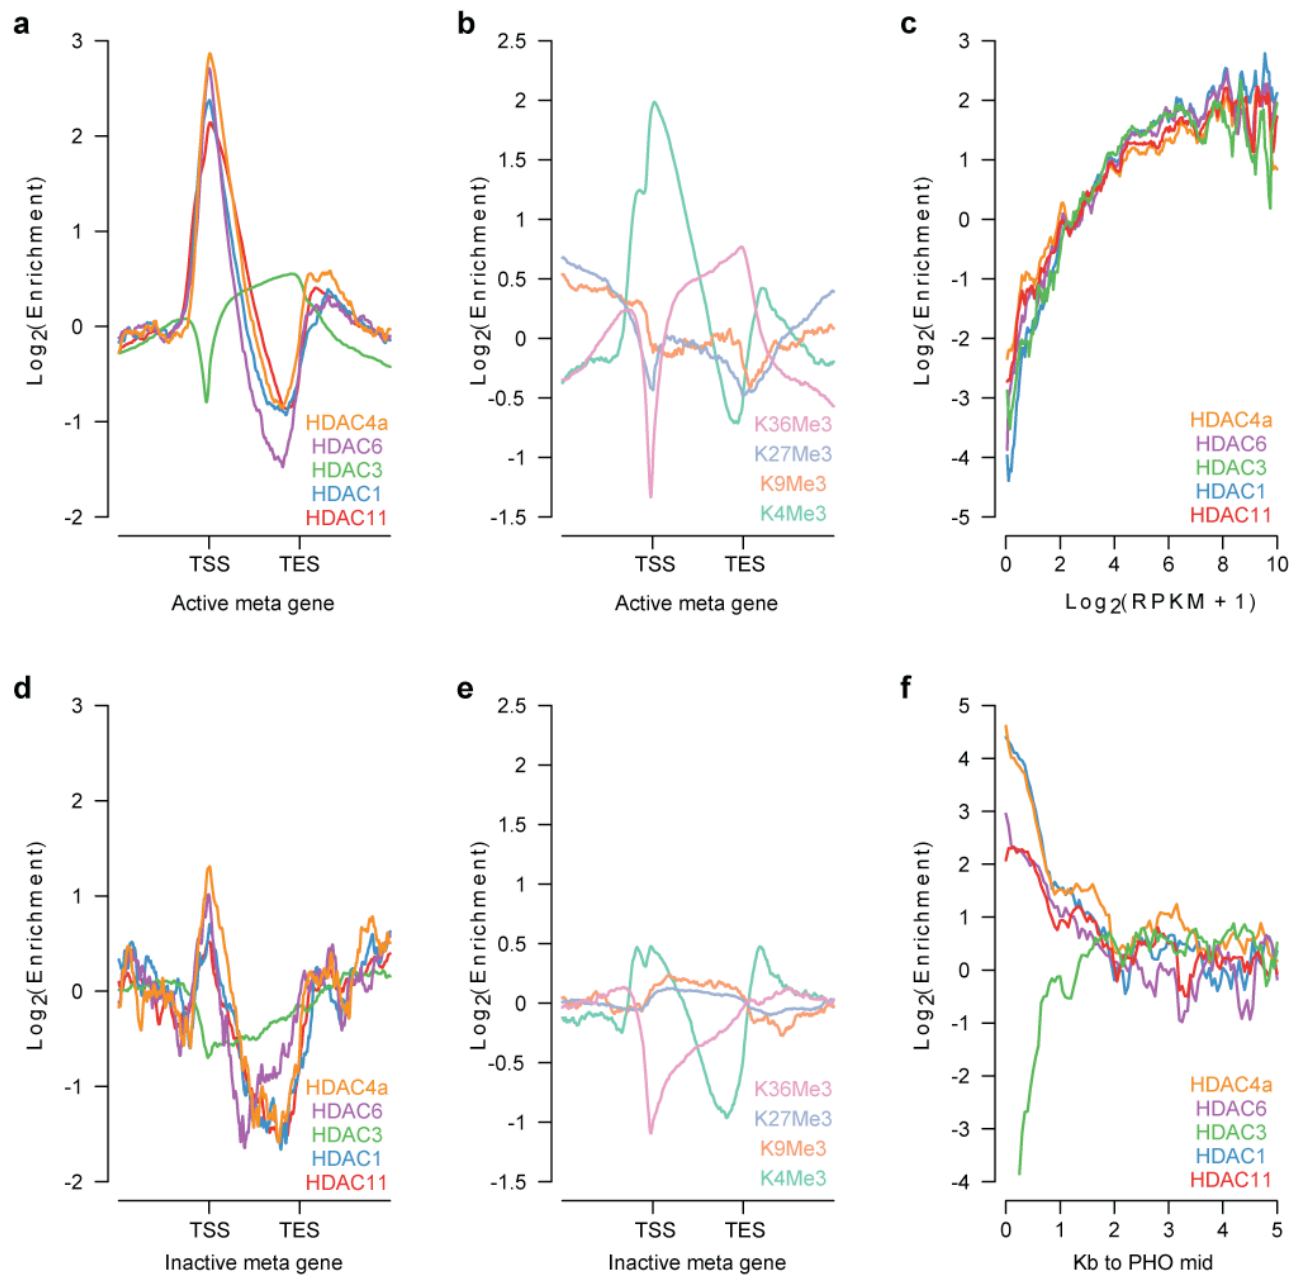 a
3
2
1
0
-1
-2
Log2(Enrichment)
HDAC4a
HDAC6
HDAC3
HDAC1
HDAC11
TSS TES
Active meta gene
b
2.5
2
1.5
1
0.5
0
-0.5
-1
-1.5
Log2(Enrichment)
K36Me3
K27Me3
K9Me3
K4Me3
TSS TES
Active meta gene
c
3
2
1
0
-1
-2
-3
-4
-5
Log2(Enrichment)
HDAC4a
HDAC6
HDAC3
HDAC1
HDAC11
0 2 4 6 8 10
Log2(RPKM + 1)
d
3
2
1
0
-1
-2
Log2(Enrichment)
HDAC4a
HDAC6
HDAC3
HDAC1
HDAC11
TSS TES
Inactive meta gene
e
2.5
2
1.5
1
0.5
0
-0.5
-1
-1.5
Log2(Enrichment)
K36Me3
K27Me3
K9Me3
K4Me3
TSS TES
Inactive meta gene
f
5
4
3
2
1
0
-1
-2
-3
-4
Log2(Enrichment)
HDAC4a
HDAC6
HDAC3
HDAC1
HDAC11
0 1 2 3 4 5
Kb to PHO mid